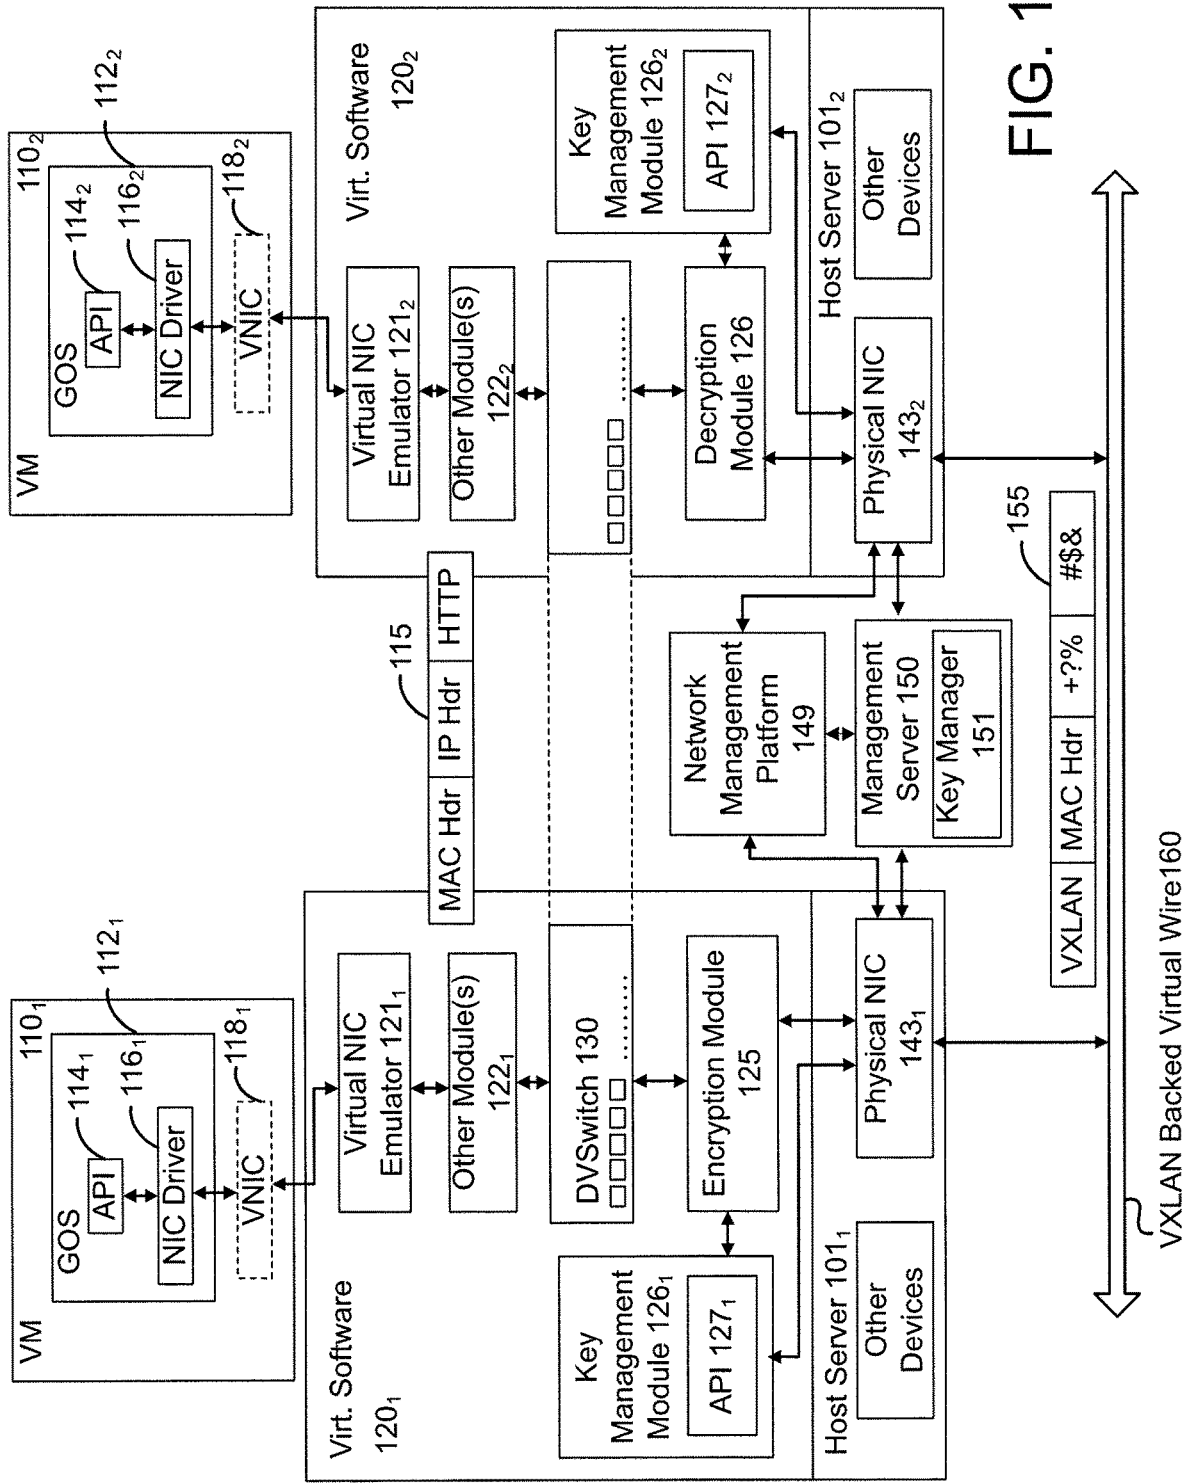 VM
110₁
GOS
114₁
API
116₁
NIC Driver
112₁
118₁
VNIC
Virt. Software
120₁
Virtual NIC
Emulator 121₁
Other Module(s)
122₁
DVSwitch 130
........
Key
Management
Module 126₁
API 127₁
Encryption Module
125
Host Server 101₁
Other
Devices
Physical NIC
143₁
115
MAC Hdr
IP Hdr
HTTP
Network
Management
Platform
149
Management
Server 150
Key Manager
151
VM
110₂
GOS
114₂
API
116₂
NIC Driver
112₂
118₂
VNIC
Virt. Software
120₂
Virtual NIC
Emulator 121₂
Other Module(s)
122₂
........
Decryption
Module 126
Key
Management
Module 126₂
API 127₂
Host Server 101₂
Physical NIC
143₂
Other
Devices
155
VXLAN
MAC Hdr
+?%
#$&
VXLAN Backed Virtual Wire160
FIG. 1